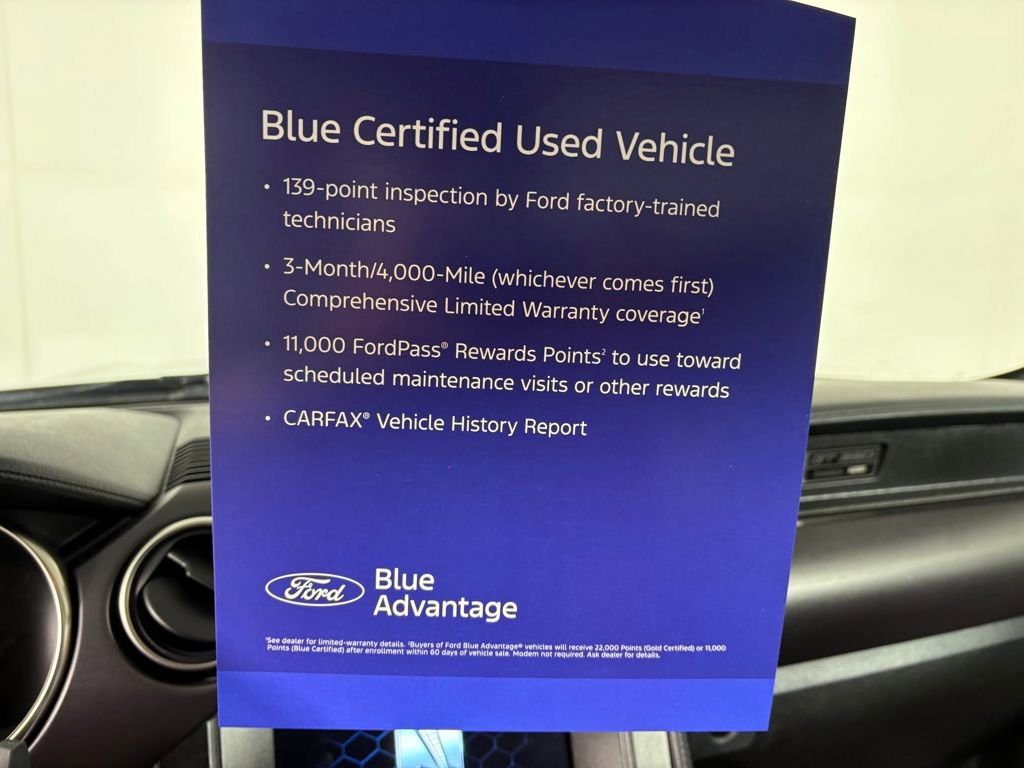 Blue Certified Used Vehicle
• 139-point inspection by Ford factory-trained
technicians
• 3-Month/4,000-Mile (whichever comes first)
Comprehensive Limited Warranty coverage¹
• 11,000 FordPass® Rewards Points² to use toward
scheduled maintenance visits or other rewards
• CARFAX® Vehicle History Report
Ford Blue
Advantage
¹See dealer for limited-warranty details. ²Buyers of Ford Blue Advantage® vehicles will receive 22,000 Points (Gold Certified) or 11,000
Points (Blue Certified) after enrollment within 60 days of vehicle sale. Modem not required. Ask dealer for details.